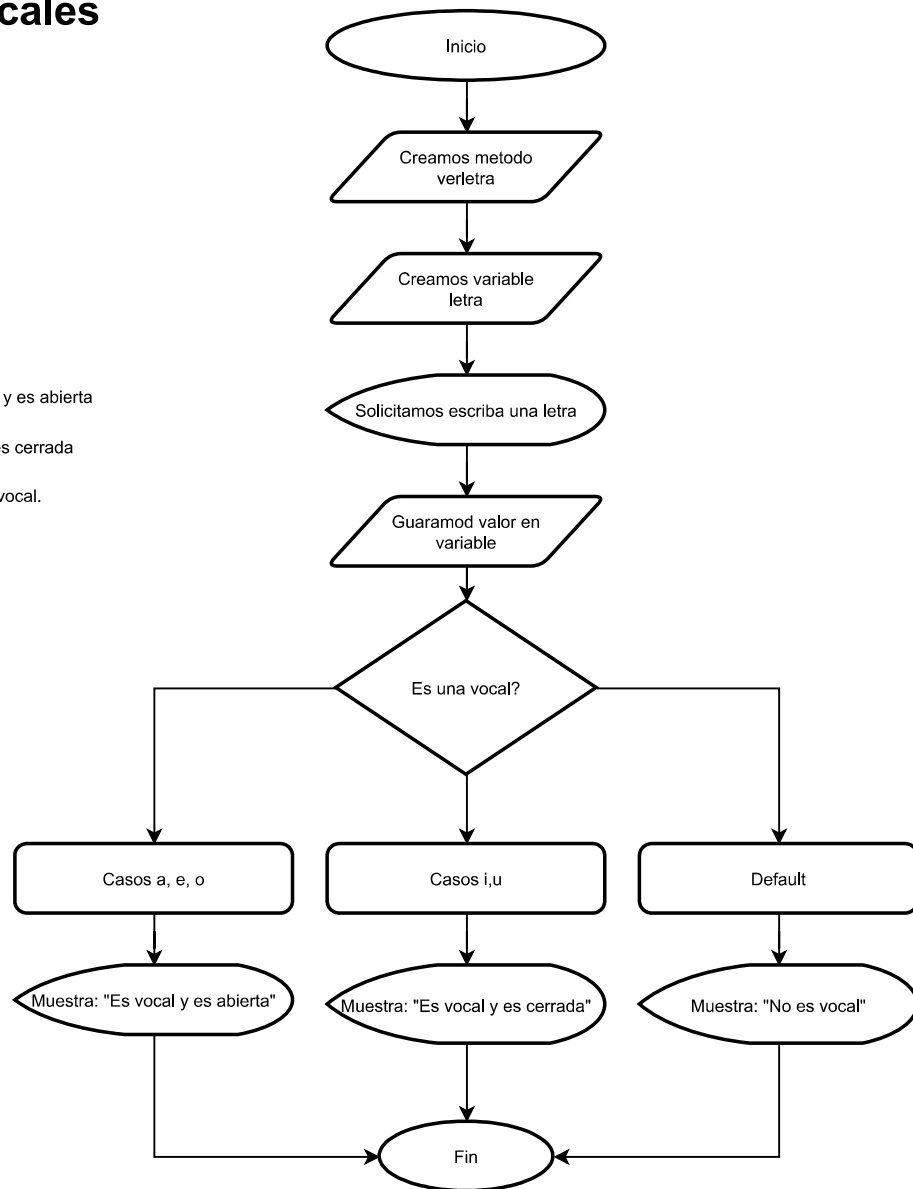 cales
Inicio
Creamos metodo
verletra
Creamos variable
letra
y es abierta
Solicitamos escriba una letra
es cerrada
vocal.
Guaramod valor en
variable
Es una vocal?
Casos a, e, o
Casos i,u
Default
Muestra: "Es vocal y es abierta"
Muestra: "Es vocal y es cerrada"
Muestra: "No es vocal"
Fin